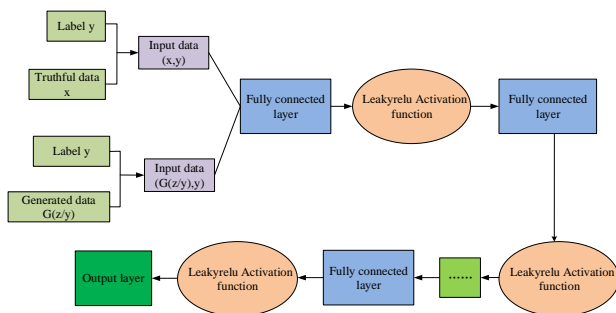 Label y
Truthful data
x
Input data
(x,y)
Fully connected
layer
Leakyrelu Activation
function
Fully connected
layer
Label y
Generated data
G(z/y)
Input data
(G(z/y),y)
Output layer
Leakyrelu Activation
function
Fully connected
layer
......
Leakyrelu Activation
function